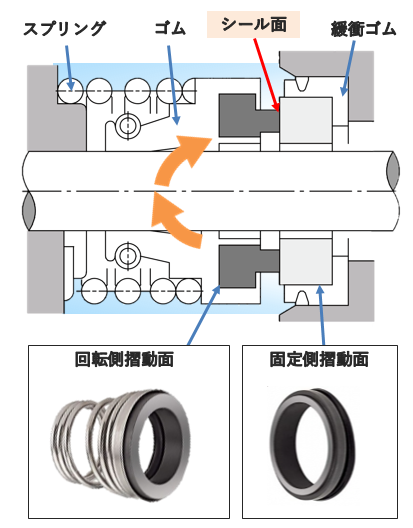 スプリング
ゴム
シール面
緩衝ゴム
回転側摺動面
固定側摺動面